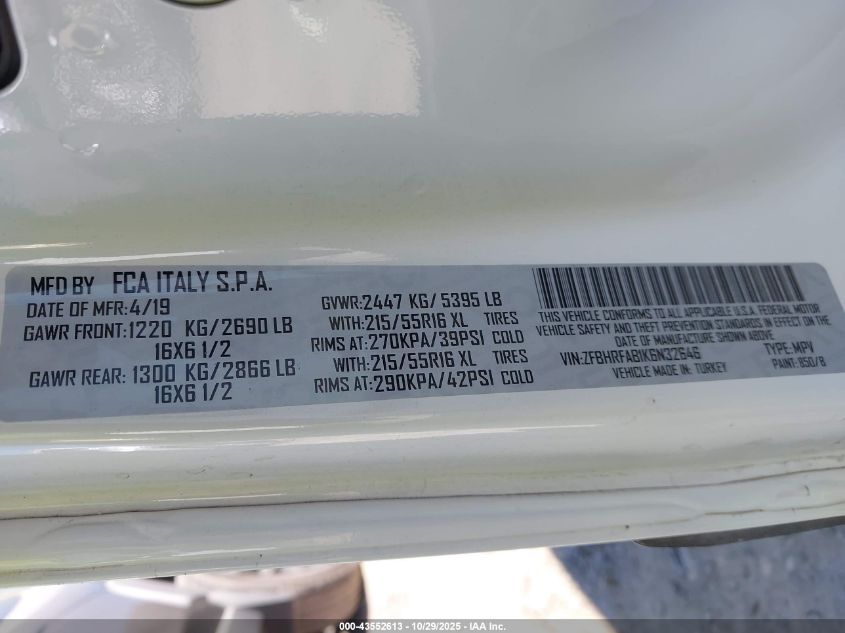 MFD BY FCA ITALY S.P.A.
DATE OF MFR: 4/19
GAWR FRONT: 1220 KG/2690 LB
16X6 1/2
GAWR REAR: 1300 KG/2866 LB
16X6 1/2
GVWR: 2447 KG/ 5395 LB
WITH: 215/55R16 XL TIRES
RIMS AT: 270KPA/39PSI COLD
WITH: 215/55R16 XL TIRES
RIMS AT: 290KPA/42PSI COLD
THIS VEHICLE CONFORMS TO ALL APPLICABLE U.S.A. FEDERAL MOTOR
VEHICLE SAFETY AND THEFT PREVENTION STANDARDS IN EFFECT ON THE
DATE OF MANUFACTURE SHOWN ABOVE
VIN: ZFBHRFAB1K6N32646 TYPE: MPV
VEHICLE MADE IN: TURKEY PAINT: 850/B
000-43552613 - 10/29/2025 - IAA Inc.